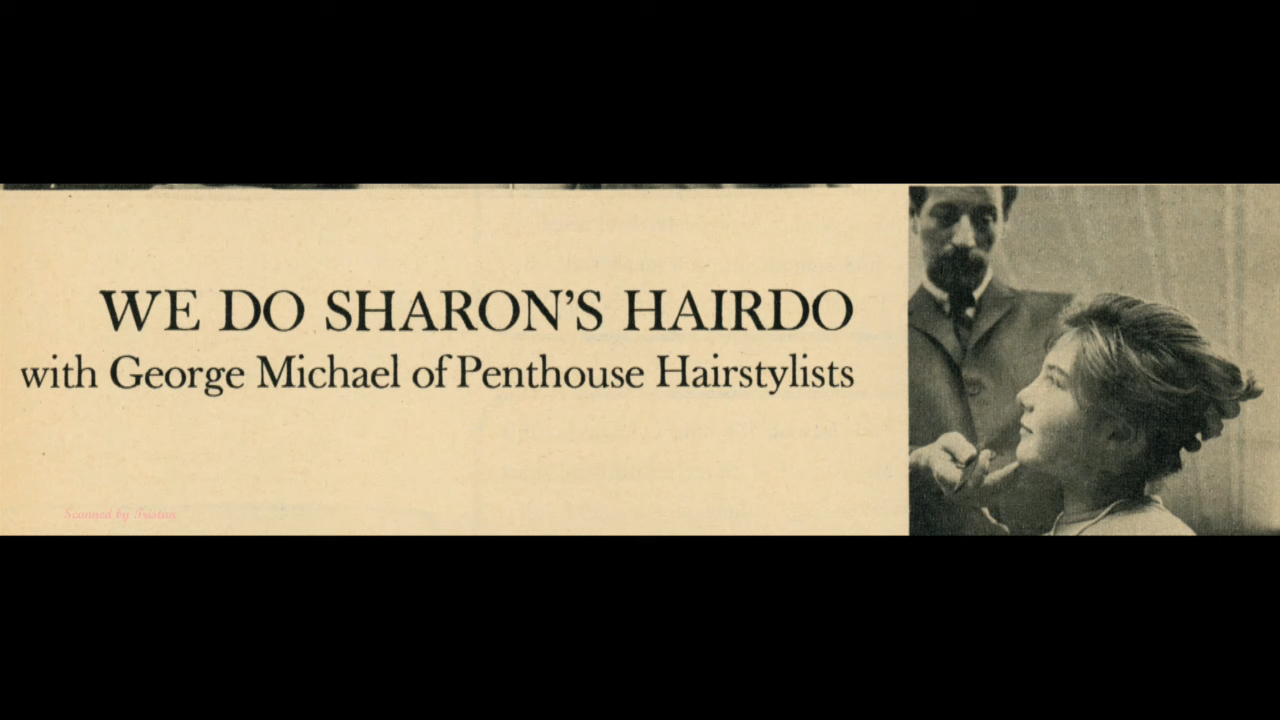 WE DO SHARON'S HAIRDO
with George Michael of Penthouse Hairstylists
Scanned by Tristan